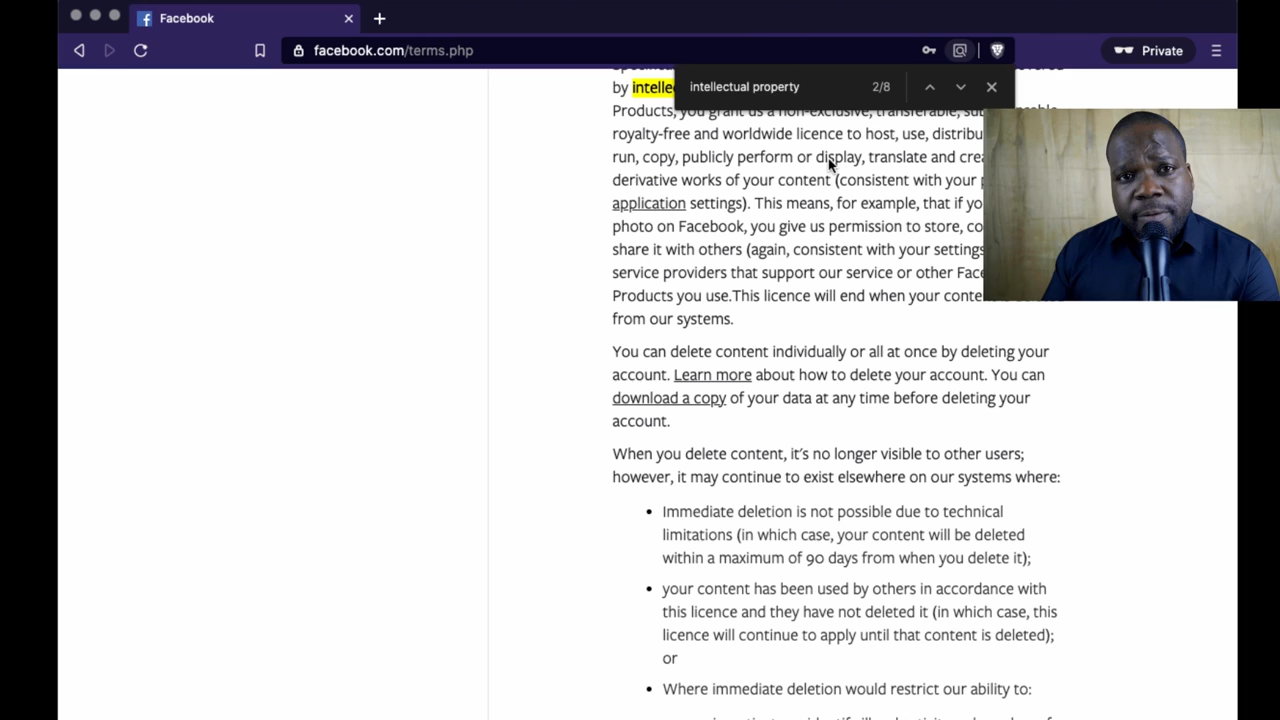 Facebook
facebook.com/terms.php
Private
intellectual property 2/8
by intelle
Products, you grant us a non-exclusive, transferable,
royalty-free and worldwide licence to host, use, distribu
run, copy, publicly perform or display, translate and crea
derivative works of your content (consistent with your p
application settings). This means, for example, that if yo
photo on Facebook, you give us permission to store, co
share it with others (again, consistent with your settings
service providers that support our service or other Face
Products you use.This licence will end when your conte
from our systems.
You can delete content individually or all at once by deleting your
account. Learn more about how to delete your account. You can
download a copy of your data at any time before deleting your
account.
When you delete content, it's no longer visible to other users;
however, it may continue to exist elsewhere on our systems where:
• Immediate deletion is not possible due to technical
limitations (in which case, your content will be deleted
within a maximum of 90 days from when you delete it);
• your content has been used by others in accordance with
this licence and they have not deleted it (in which case, this
licence will continue to apply until that content is deleted);
or
• Where immediate deletion would restrict our ability to: